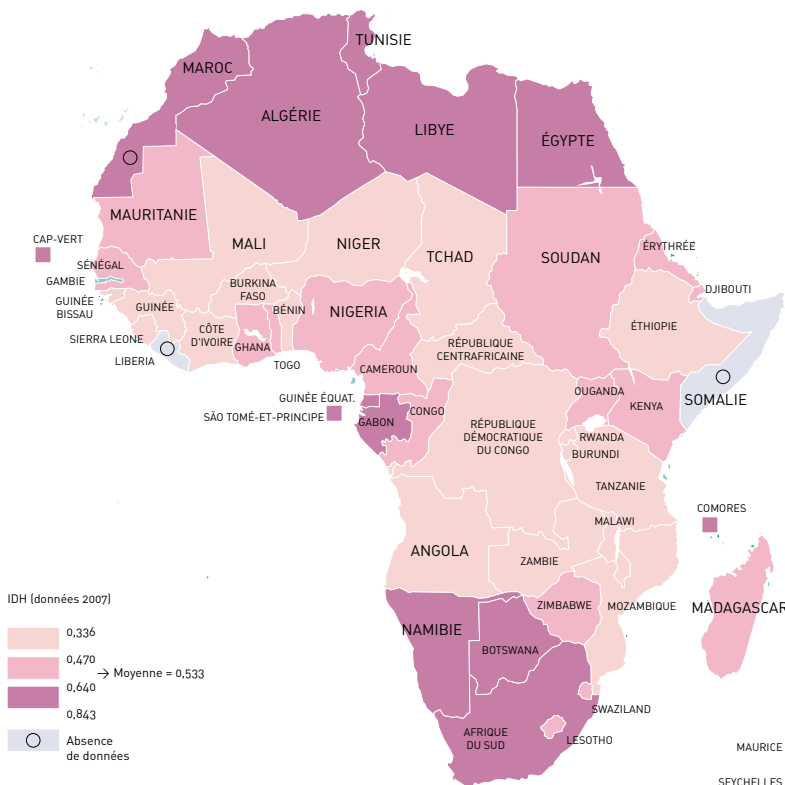 TUNISIE
MAROC
ALGÉRIE
LIBYE
ÉGYPTE
MAURITANIE
CAP-VERT
MALI
NIGER
TCHAD
SOUDAN
ÉRYTHRÉE
SÉNÉGAL
GAMBIE
DJIBOUTI
GUINÉE
BISSAU
GUINÉE
BURKINA
FASO
BÉNIN
NIGERIA
ÉTHIOPIE
SIERRA LEONE
CÔTE
D'IVOIRE
GHANA
RÉPUBLIQUE
CENTRAFRICAINE
LIBERIA
TOGO
CAMEROUN
GUINÉE ÉQUAT.
OUGANDA
KENYA
SOMALIE
SÃO TOMÉ-ET-PRINCIPE
GABON
CONGO
RÉPUBLIQUE
DÉMOCRATIQUE
DU CONGO
RWANDA
BURUNDI
TANZANIE
COMORES
MALAWI
ANGOLA
ZAMBIE
IDH (données 2007)
ZIMBABWE
MOZAMBIQUE
MADAGASCAR
0,336
NAMIBIE
BOTSWANA
0,470
→ Moyenne = 0,533
0,640
0,843
SWAZILAND
AFRIQUE
DU SUD
LESOTHO
Absence
de données
MAURICE
SEYCHELLES